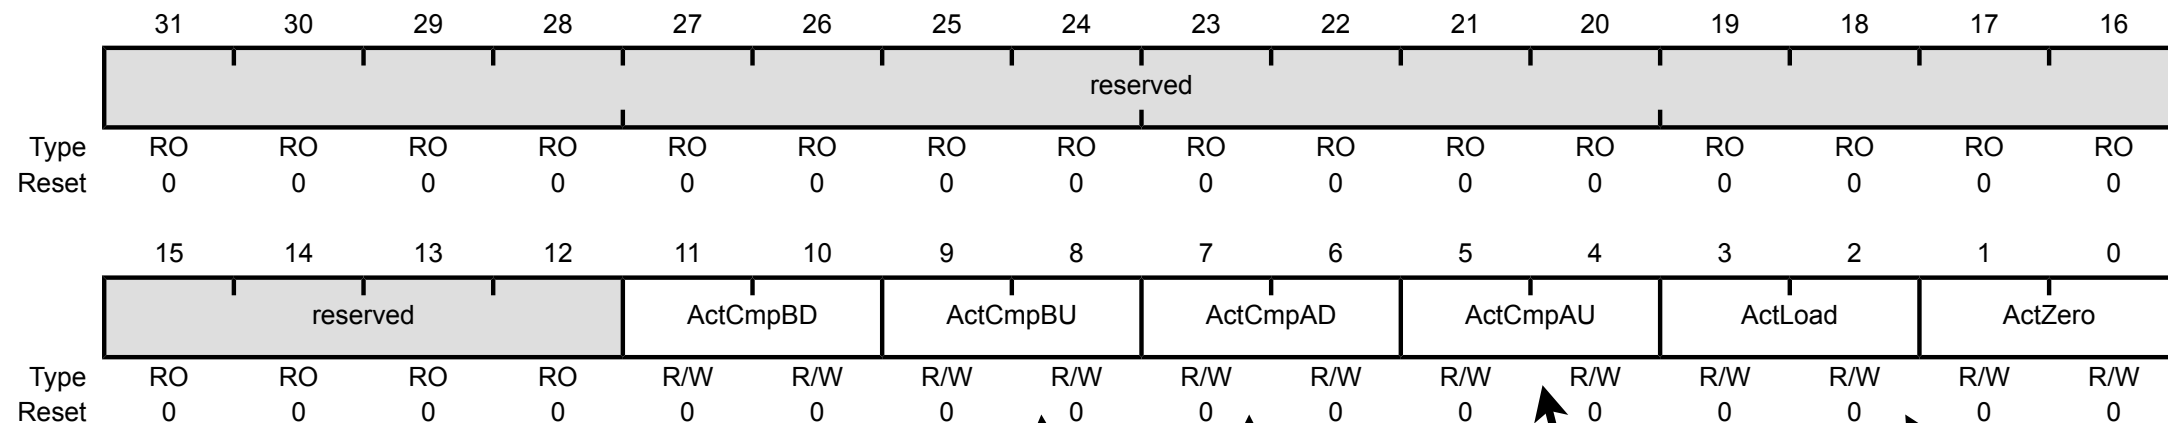 31 30 29 28 27 26 25 24 23 22 21 20 19 18 17 16
reserved
Type RO RO RO RO RO RO RO RO RO RO RO RO RO RO RO RO
Reset 0 0 0 0 0 0 0 0 0 0 0 0 0 0 0 0
15 14 13 12 11 10 9 8 7 6 5 4 3 2 1 0
reserved ActCmpBD ActCmpBU ActCmpAD ActCmpAU ActLoad ActZero
Type RO RO RO RO R/W R/W R/W R/W R/W R/W R/W R/W R/W R/W R/W R/W
Reset 0 0 0 0 0 0 0 0 0 0 0 0 0 0 0 0